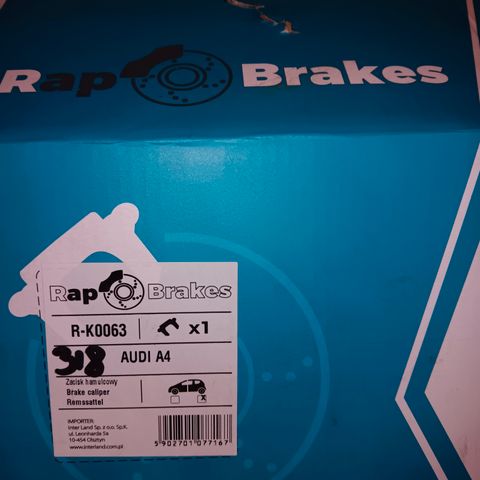 Rap Brakes
Rap Brakes
R-K0063 x1
318 AUDI A4
Zacisk hamulcowy
Brake caliper
Remssattel
X
IMPORTER:
Inter Land Sp. z o.o. Sp.K.
ul. Leonharda 5a
10-454 Olsztyn
www.interland.com.pl
5902701077167